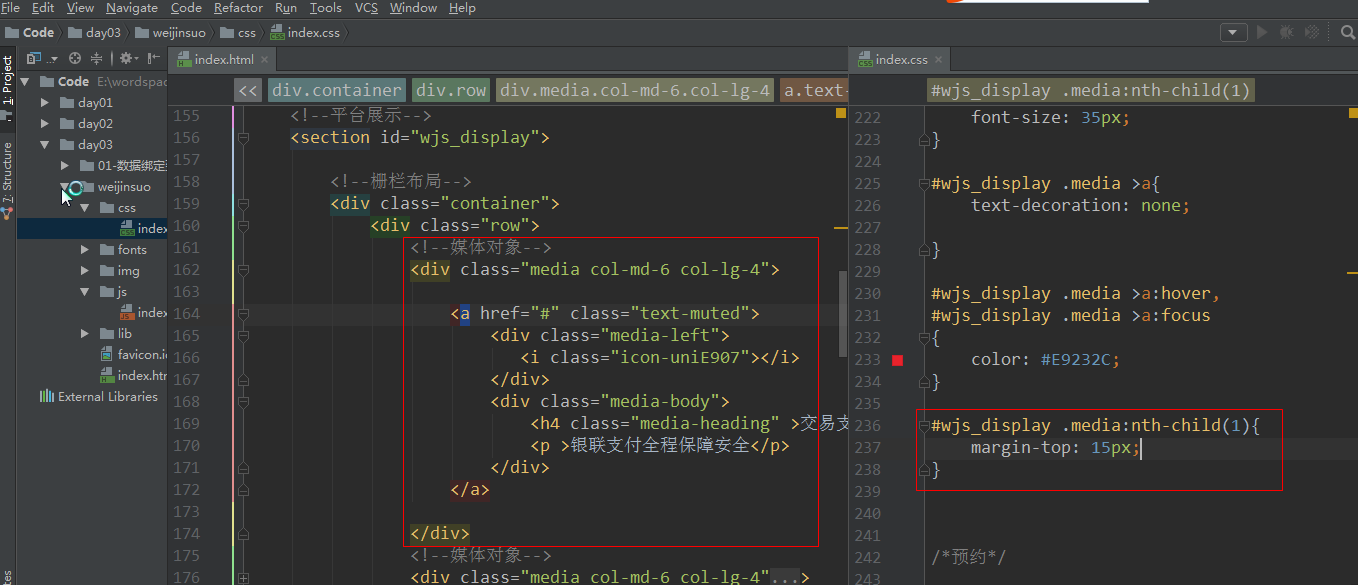 File Edit View Navigate Code Refactor Run Tools VCS Window Help
Code day03 weijinsuo css index.css
1: Project
7: Structure
Code E:\wordspac
day01
day02
day03
01-数据绑定
weijinsuo
css
index
fonts
img
js
index
lib
favicon.i
index.htm
External Libraries
index.html
<< div.container div.row div.media.col-md-6.col-lg-4 a.text-
155 <!--平台展示-->
156 <section id="wjs_display">
157
158 <!--栅栏布局-->
159 <div class="container">
160 <div class="row">
161 <!--媒体对象-->
162 <div class="media col-md-6 col-lg-4">
163
164 <a href="#" class="text-muted">
165 <div class="media-left">
166 <i class="icon-uniE907"></i>
167 </div>
168 <div class="media-body">
169 <h4 class="media-heading" >交易支
170 <p >银联支付全程保障安全</p>
171 </div>
172 </a>
173
174 </div>
175 <!--媒体对象-->
176 <div class="media col-md-6 col-lg-4"...>
index.css
#wjs_display .media:nth-child(1)
222 font-size: 35px;
223 }
224
225 #wjs_display .media >a{
226 text-decoration: none;
227
228 }
229
230 #wjs_display .media >a:hover,
231 #wjs_display .media >a:focus
232 {
233 color: #E9232C;
234 }
235
236 #wjs_display .media:nth-child(1){
237 margin-top: 15px;
238 }
239
240
241
242 /*预约*/
243